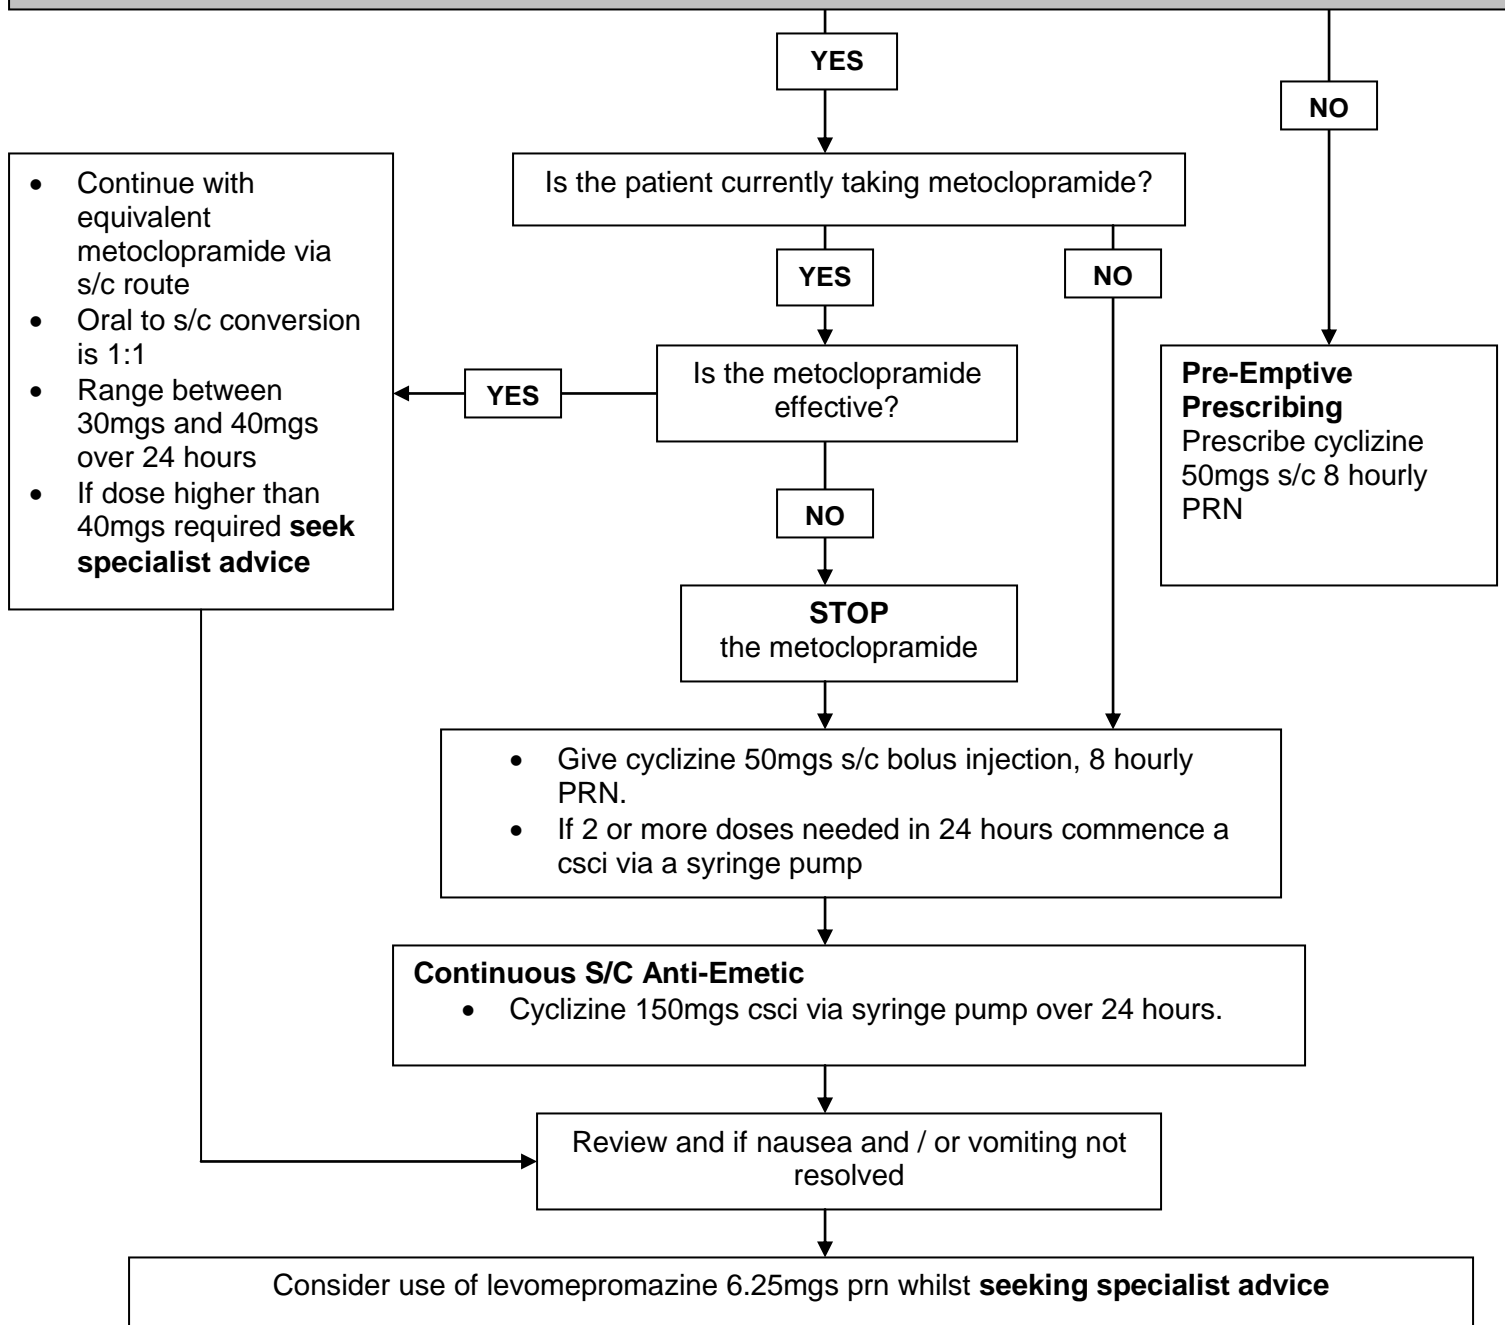 YES
NO
Is the patient currently taking metoclopramide?
• Continue with
equivalent
metoclopramide via
s/c route
• Oral to s/c conversion
is 1:1
• Range between
30mgs and 40mgs
over 24 hours
• If dose higher than
40mgs required seek
specialist advice
YES
NO
Is the metoclopramide
effective?
YES
Pre-Emptive
Prescribing
Prescribe cyclizine
50mgs s/c 8 hourly
PRN
NO
STOP
the metoclopramide
• Give cyclizine 50mgs s/c bolus injection, 8 hourly
PRN.
• If 2 or more doses needed in 24 hours commence a
csci via a syringe pump
Continuous S/C Anti-Emetic
• Cyclizine 150mgs csci via syringe pump over 24 hours.
Review and if nausea and / or vomiting not
resolved
Consider use of levomepromazine 6.25mgs prn whilst seeking specialist advice